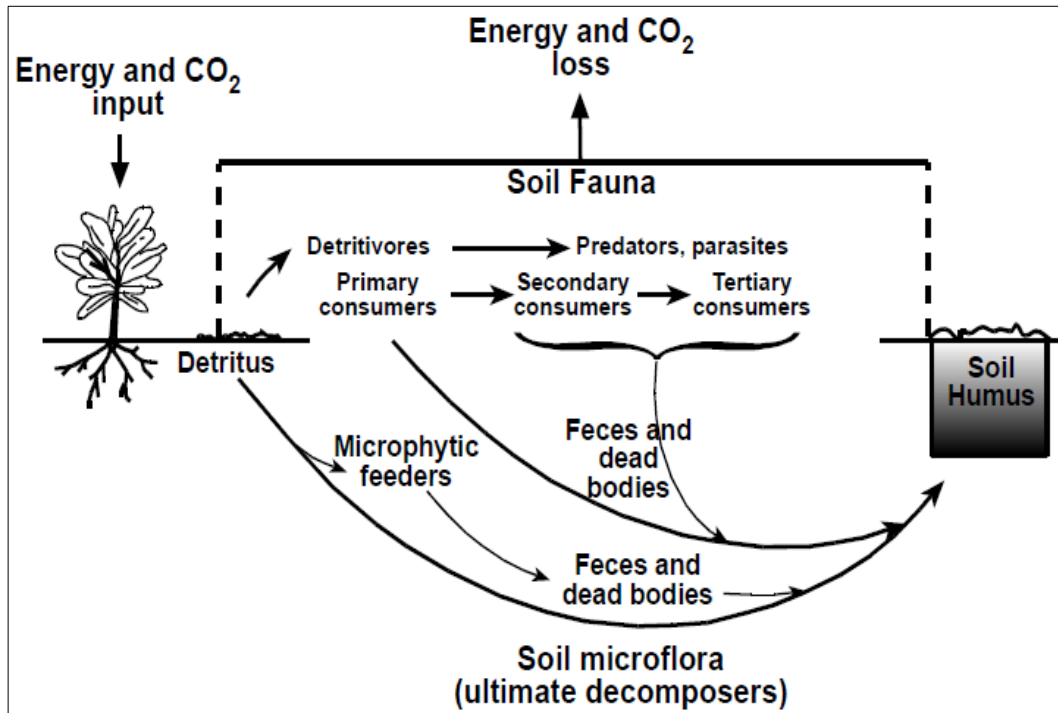 Energy and CO₂
input
Energy and CO₂
loss
Soil Fauna
Detritivores
Predators, parasites
Primary
consumers
Secondary
consumers
Tertiary
consumers
Detritus
Soil
Humus
Microphytic
feeders
Feces and
dead
bodies
Feces and
dead bodies
Soil microflora
(ultimate decomposers)